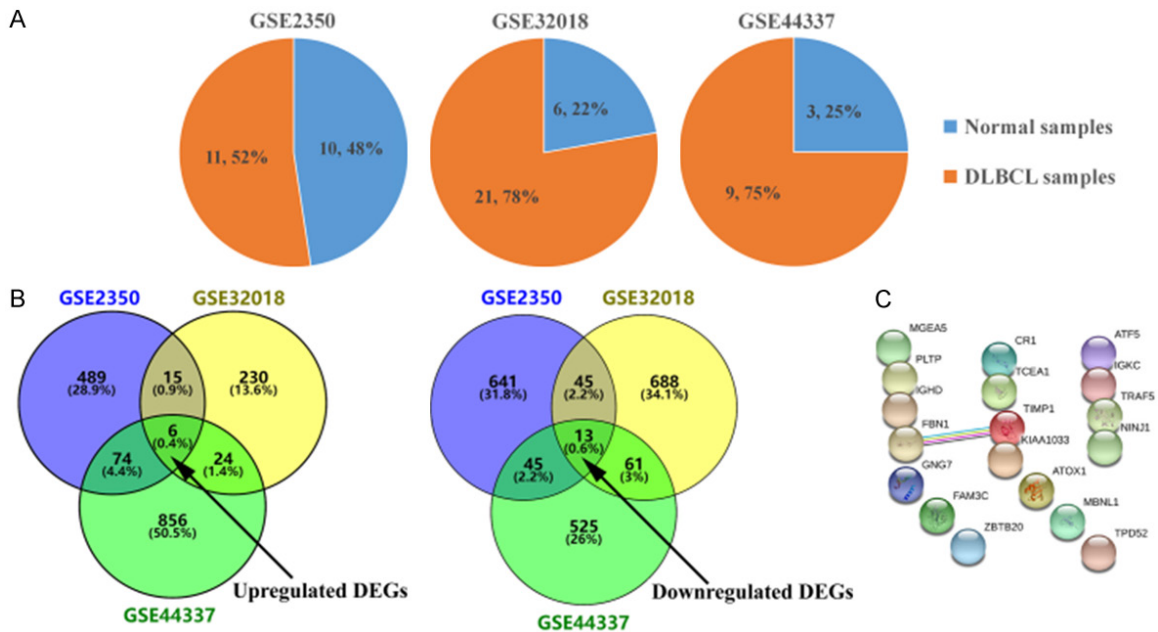 A
GSE2350
GSE32018
GSE44337
11, 52%
10, 48%
6, 22%
21, 78%
3, 25%
9, 75%
Normal samples
DLBCL samples
B
GSE2350
GSE32018
489
(28.9%)
15
(0.9%)
230
(13.6%)
6
(0.4%)
74
(4.4%)
24
(1.4%)
856
(50.5%)
Upregulated DEGs
GSE44337
GSE2350
GSE32018
641
(31.8%)
45
(2.2%)
688
(34.1%)
13
(0.6%)
45
(2.2%)
61
(3%)
525
(26%)
Downregulated DEGs
GSE44337
C
MGEA5
PLTP
IGHD
FBN1
GNG7
FAM3C
ZBTB20
CR1
TCEA1
TIMP1
KIAA1033
ATOX1
MBNL1
TPD52
ATF5
IGKC
TRAF5
NINJ1